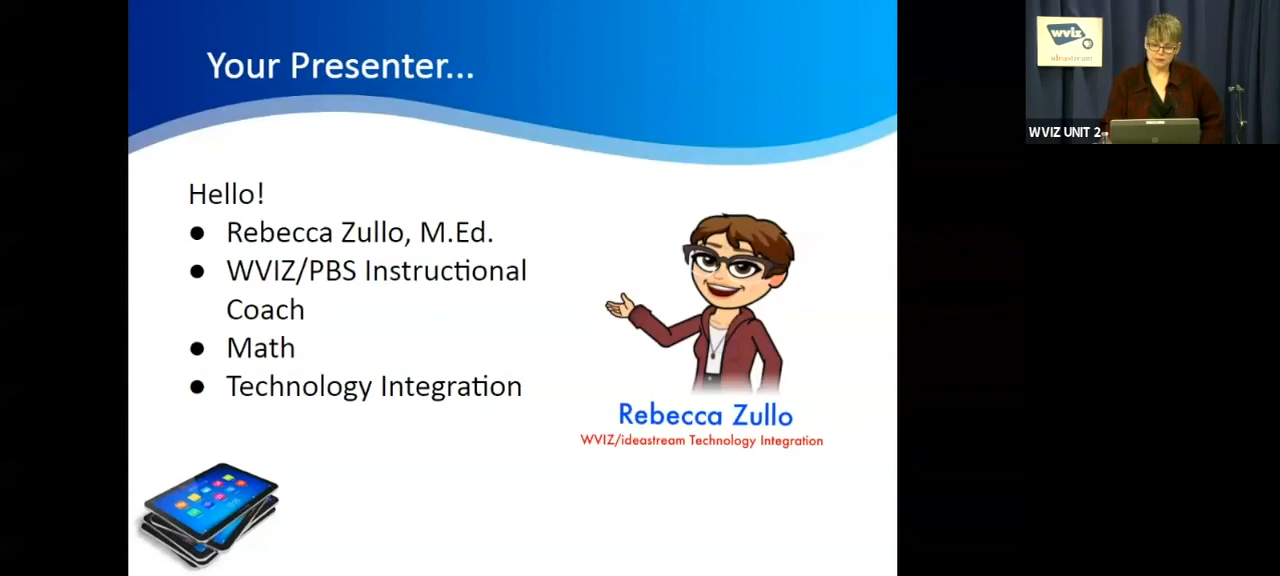 Your Presenter...
Hello!
● Rebecca Zullo, M.Ed.
● WVIZ/PBS Instructional
Coach
● Math
● Technology Integration
Rebecca Zullo
WVIZ/ideastream Technology Integration
wviz
ideastream
WVIZ UNIT 2